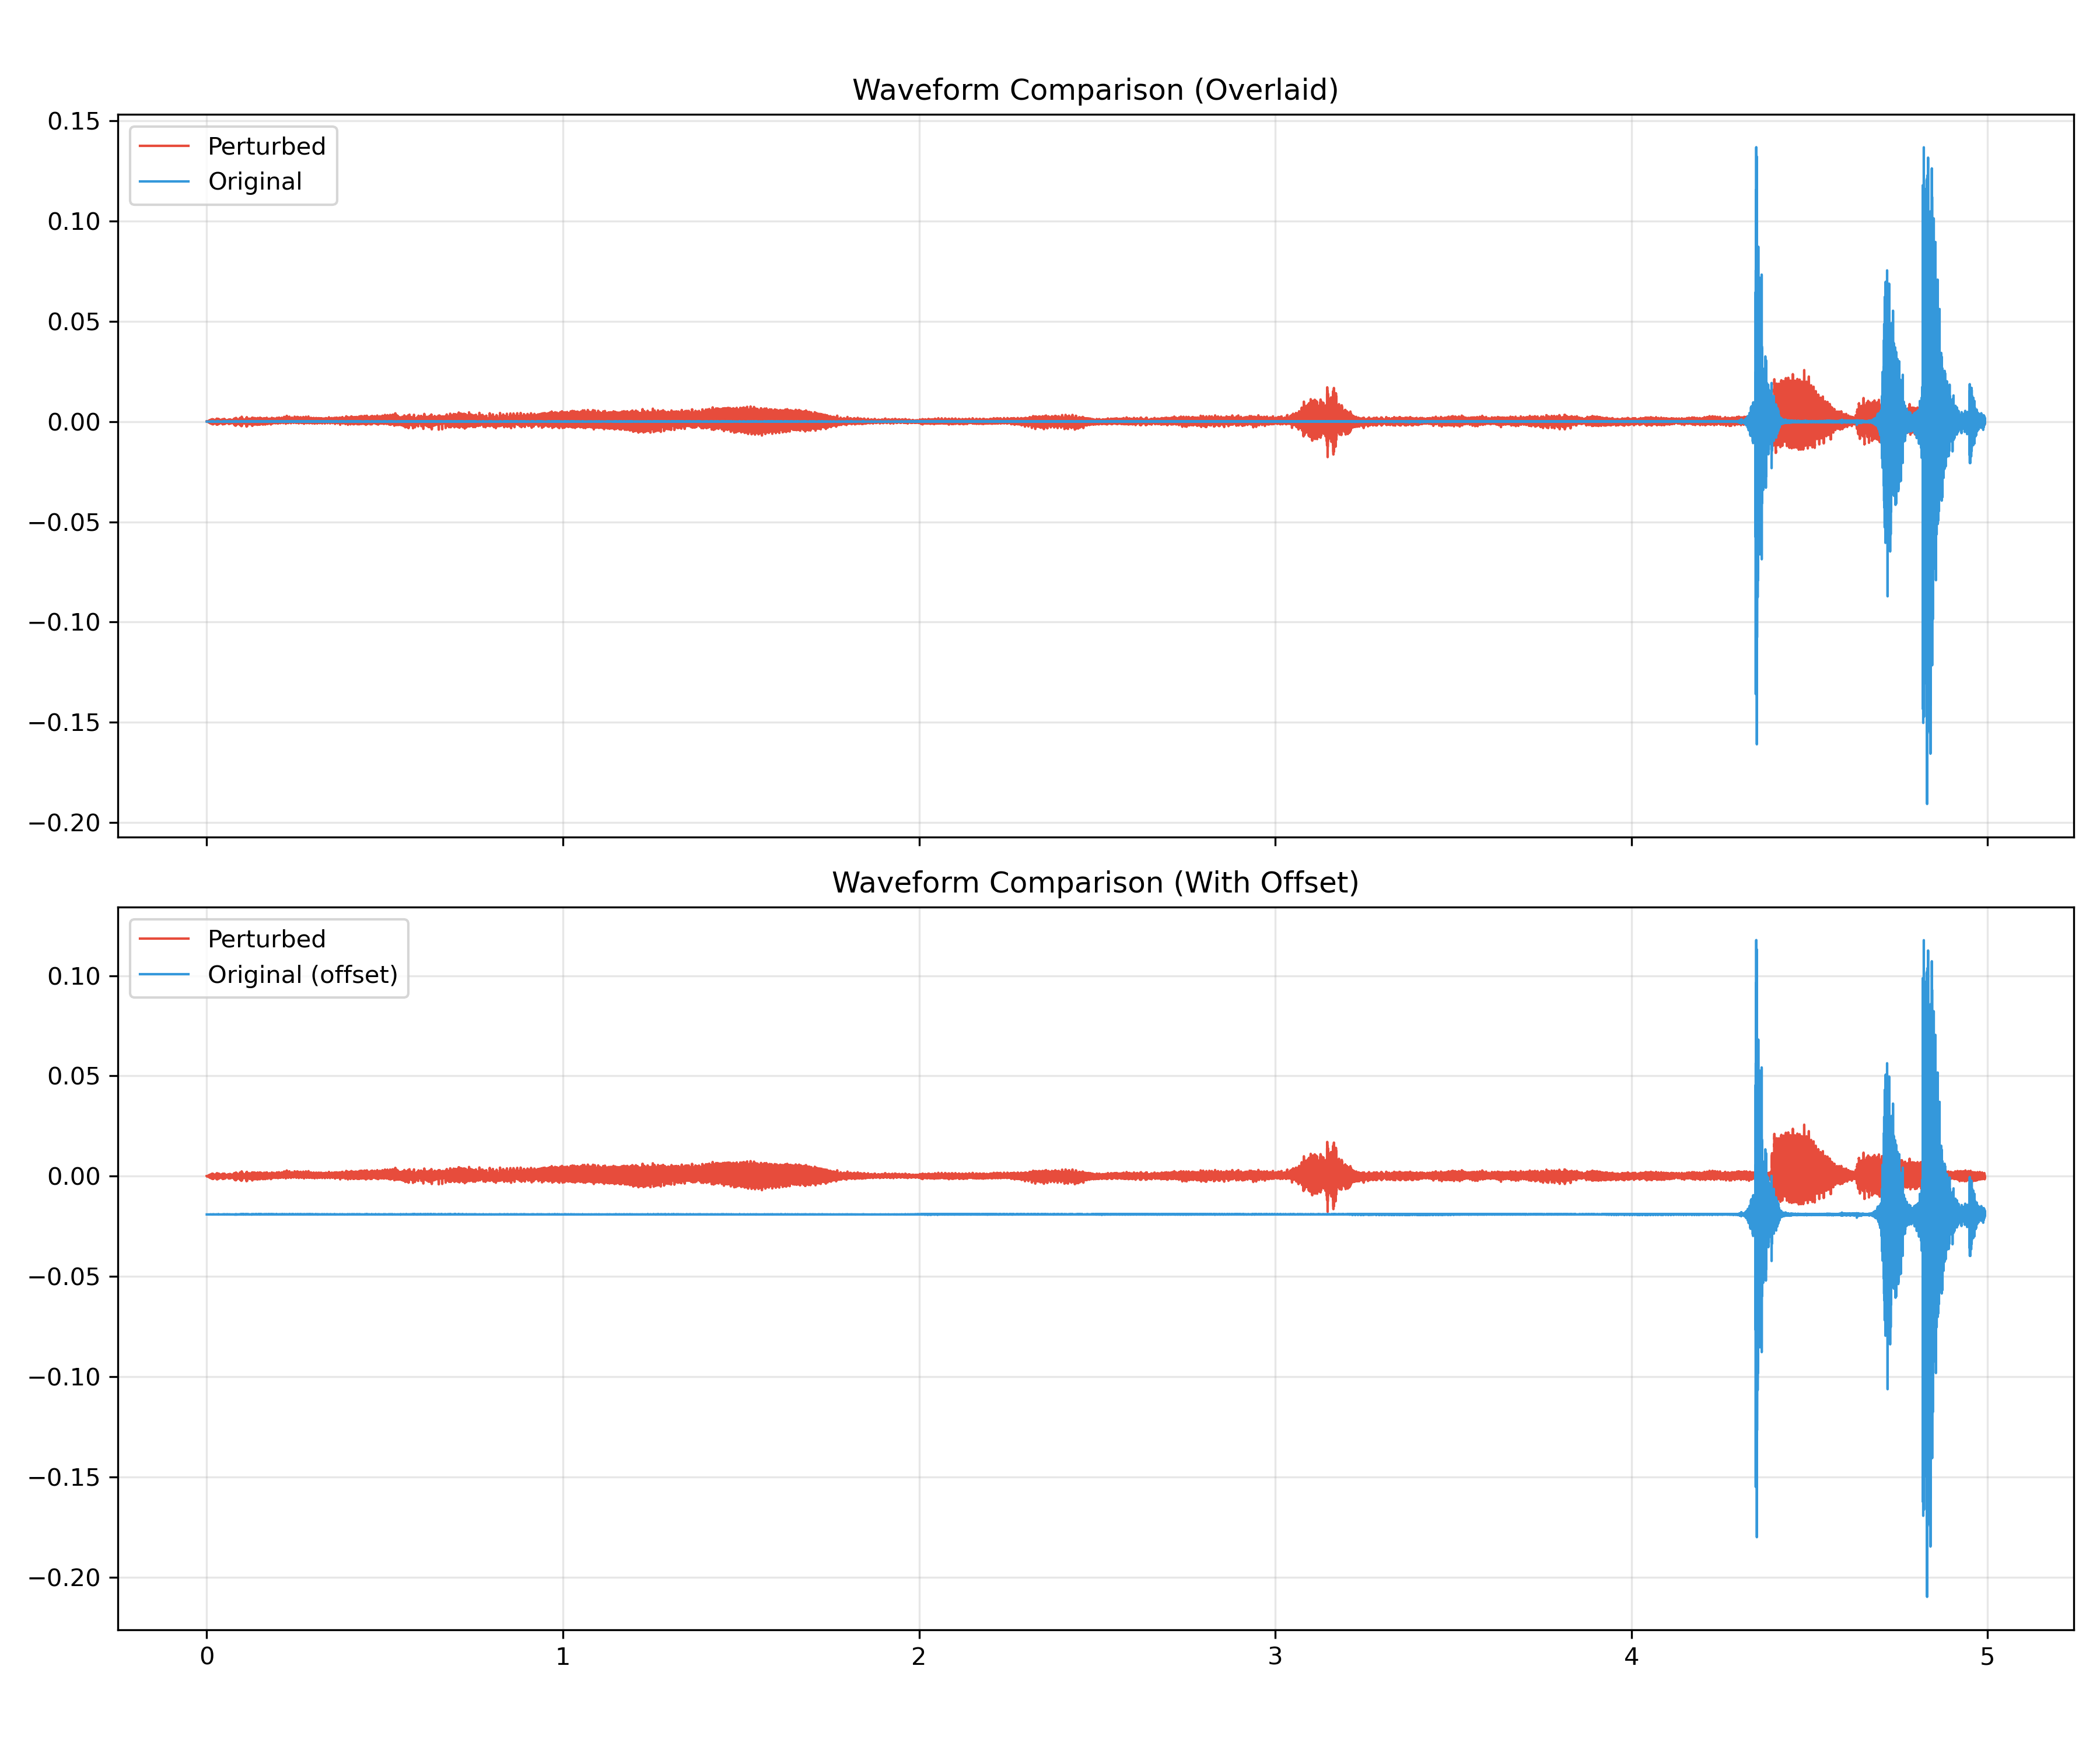 Waveform Comparison (Overlaid)
0.15
0.10
0.05
0.00
−0.05
−0.10
−0.15
−0.20
Perturbed
Original
Waveform Comparison (With Offset)
0.10
0.05
0.00
−0.05
−0.10
−0.15
−0.20
Perturbed
Original (offset)
0 1 2 3 4 5